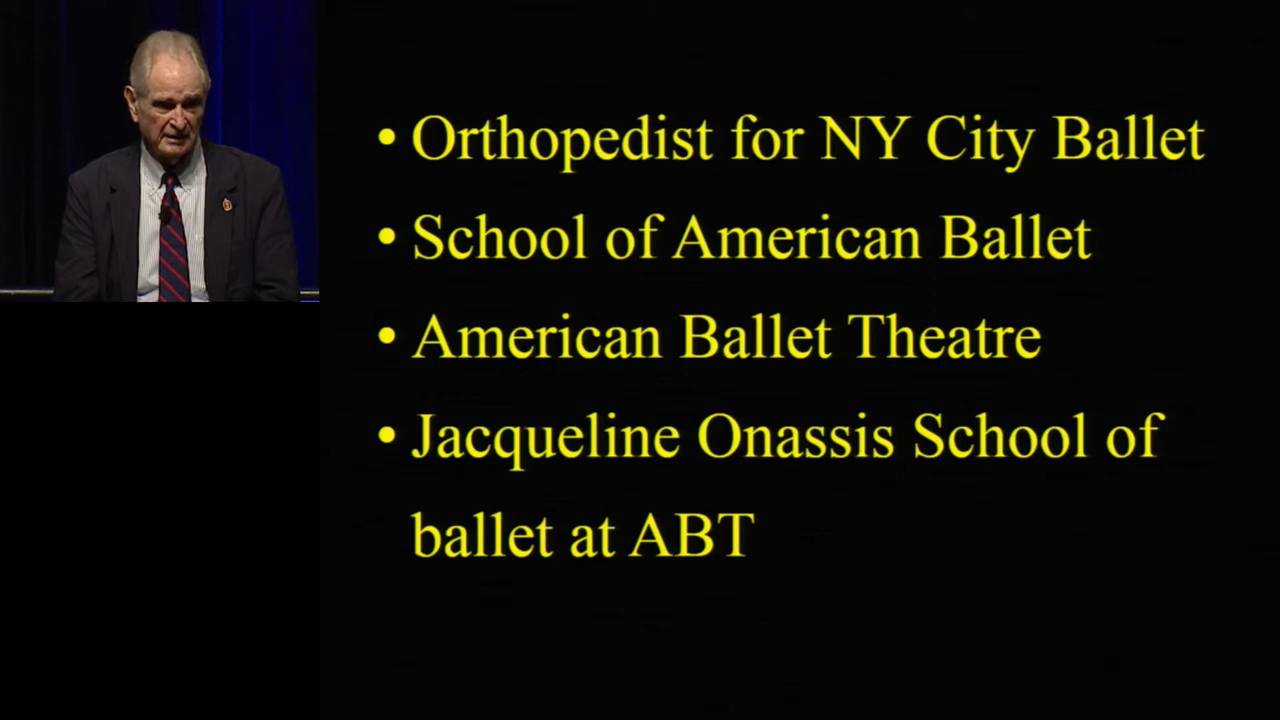 • Orthopedist for NY City Ballet
• School of American Ballet
• American Ballet Theatre
• Jacqueline Onassis School of
ballet at ABT